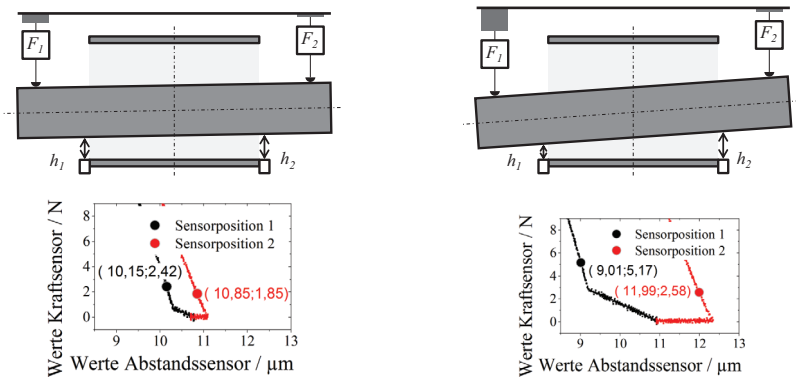 F1
F2
h1
h2
Werte Kraftsensor / N
8
6
4
2
0
Sensorposition 1
Sensorposition 2
( 10,15;2,42)
( 10,85;1,85)
9 10 11 12 13
Werte Abstandssensor / µm
F1
F2
h1
h2
Werte Kraftsensor / N
8
6
4
2
0
Sensorposition 1
Sensorposition 2
( 9,01;5,17)
( 11,99;2,58)
9 10 11 12 13
Werte Abstandssensor / µm